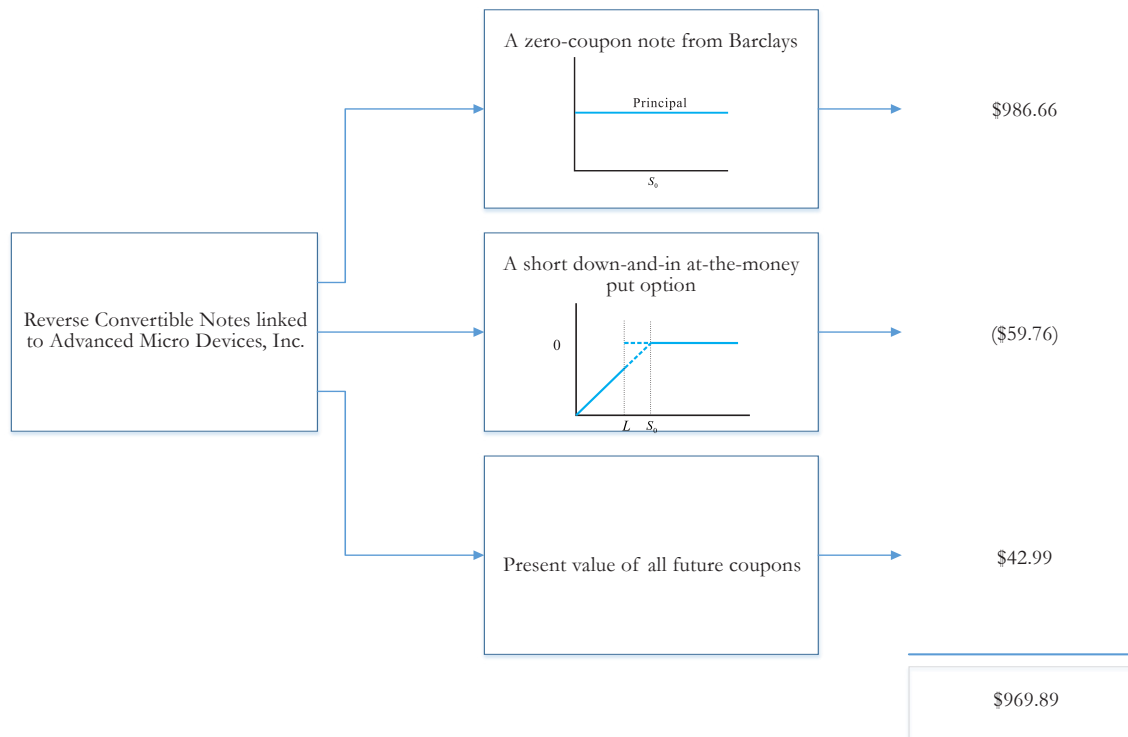 A zero-coupon note from Barclays
Principal
S₀
$986.66
Reverse Convertible Notes linked
to Advanced Micro Devices, Inc.
A short down-and-in at-the-money
put option
0
L S₀
($59.76)
Present value of all future coupons
$42.99
$969.89